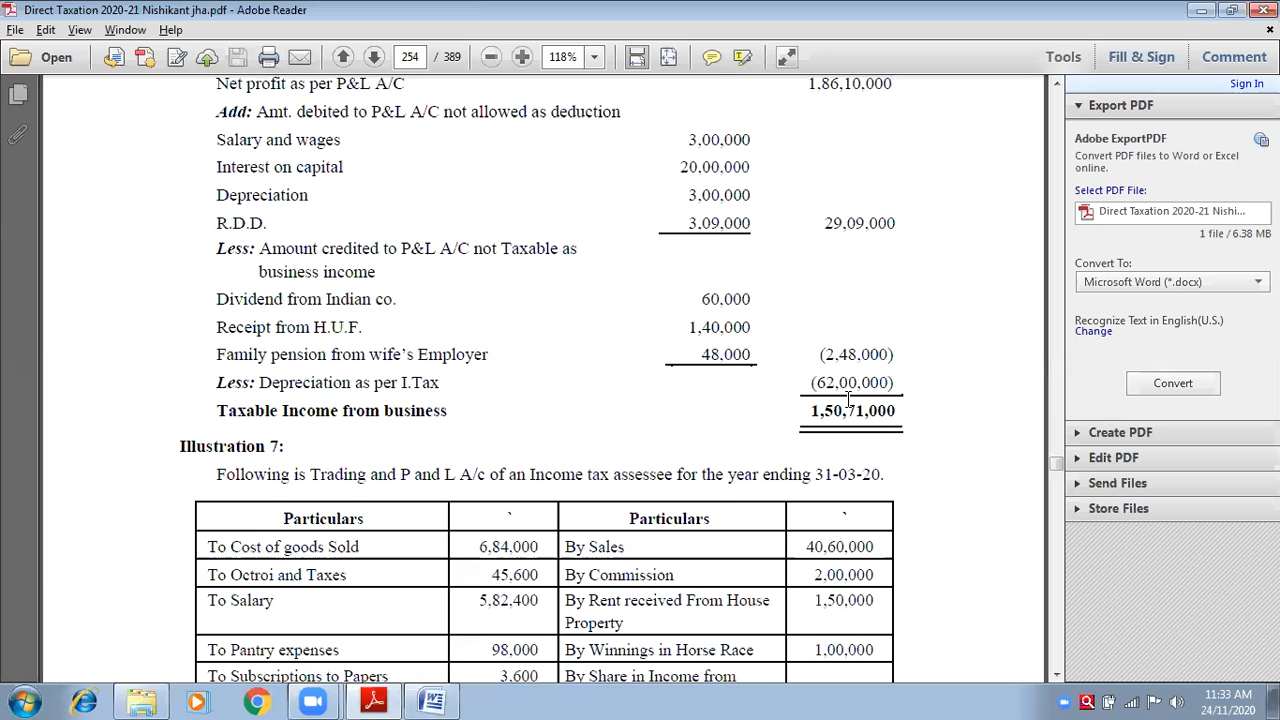 Direct Taxation 2020-21 Nishikant jha.pdf - Adobe Reader
File Edit View Window Help
Open 254 / 389 118% Tools Fill & Sign Comment
Net profit as per P&L A/C 1.86,10,000
Add: Amt. debited to P&L A/C not allowed as deduction
Salary and wages 3,00,000
Interest on capital 20,00,000
Depreciation 3,00,000
R.D.D. 3,09,000 29,09,000
Less: Amount credited to P&L A/C not Taxable as
business income
Dividend from Indian co. 60,000
Receipt from H.U.F. 1,40,000
Family pension from wife's Employer 48,000 (2,48,000)
Less: Depreciation as per I.Tax (62,00,000)
Taxable Income from business 1,50,71,000
Illustration 7:
Following is Trading and P and L A/c of an Income tax assessee for the year ending 31-03-20.
Particulars ` Particulars `
To Cost of goods Sold 6,84,000 By Sales 40,60,000
To Octroi and Taxes 45,600 By Commission 2,00,000
To Salary 5,82,400 By Rent received From House 1,50,000
Property
To Pantry expenses 98,000 By Winnings in Horse Race 1,00,000
To Subscriptions to Papers 3,600 By Share in Income from
Sign In
Export PDF
Adobe ExportPDF
Convert PDF files to Word or Excel
online.
Select PDF File:
Direct Taxation 2020-21 Nishi...
1 file / 6.38 MB
Convert To:
Microsoft Word (*.docx)
Recognize Text in English(U.S.)
Change
Convert
Create PDF
Edit PDF
Send Files
Store Files
11:33 AM
24/11/2020